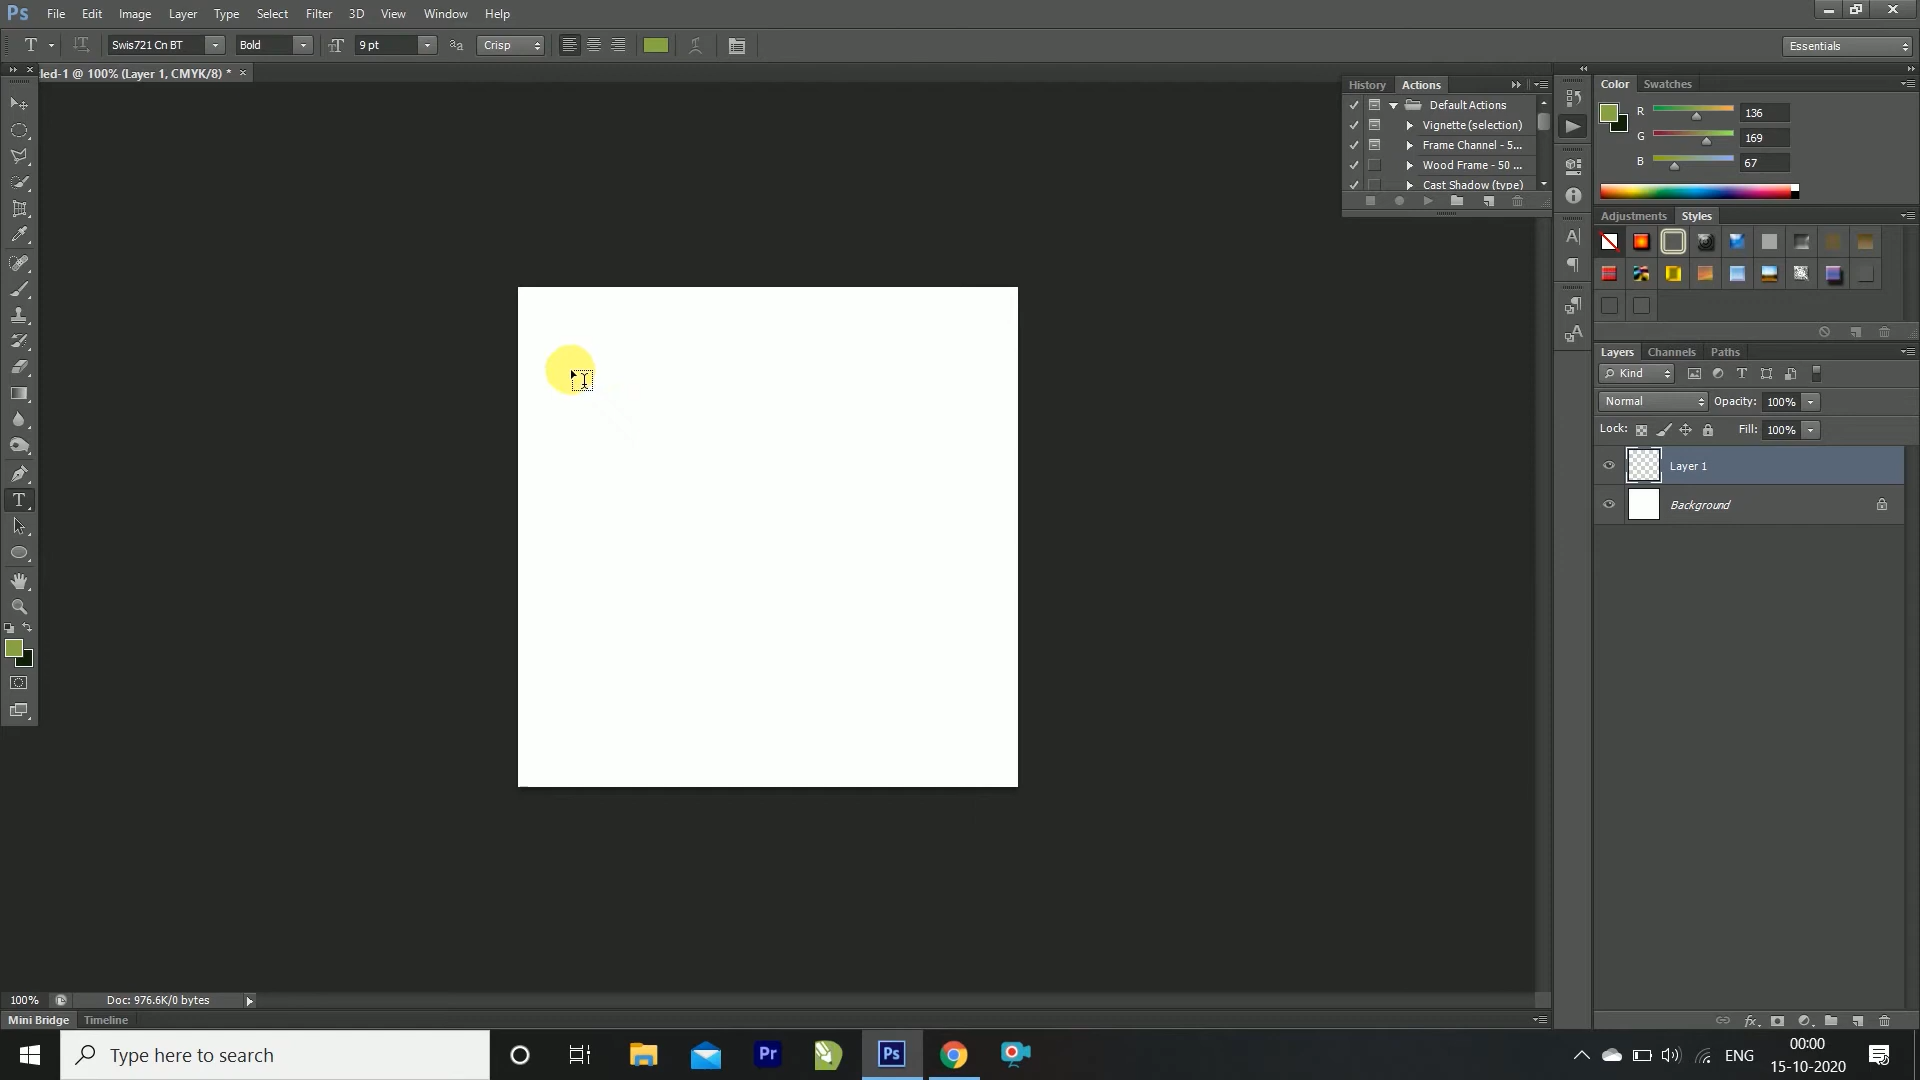 Ps File Edit Image Layer Type Select Filter 3D View Window Help
T Swis721 Cn BT Bold 9 pt aa Crisp Essentials
led-1 @ 100% (Layer 1, CMYK/8) * ×
History Actions
Default Actions
Vignette (selection)
Frame Channel - 5...
Wood Frame - 50 ...
Cast Shadow (type)
Color Swatches
R 136
G 169
B 67
Adjustments Styles
Layers Channels Paths
Kind
Normal Opacity: 100%
Lock: Fill: 100%
Layer 1
Background
100% Doc: 976.6K/0 bytes
Mini Bridge Timeline
Type here to search
Pr Ps
ENG
00:00
15-10-2020